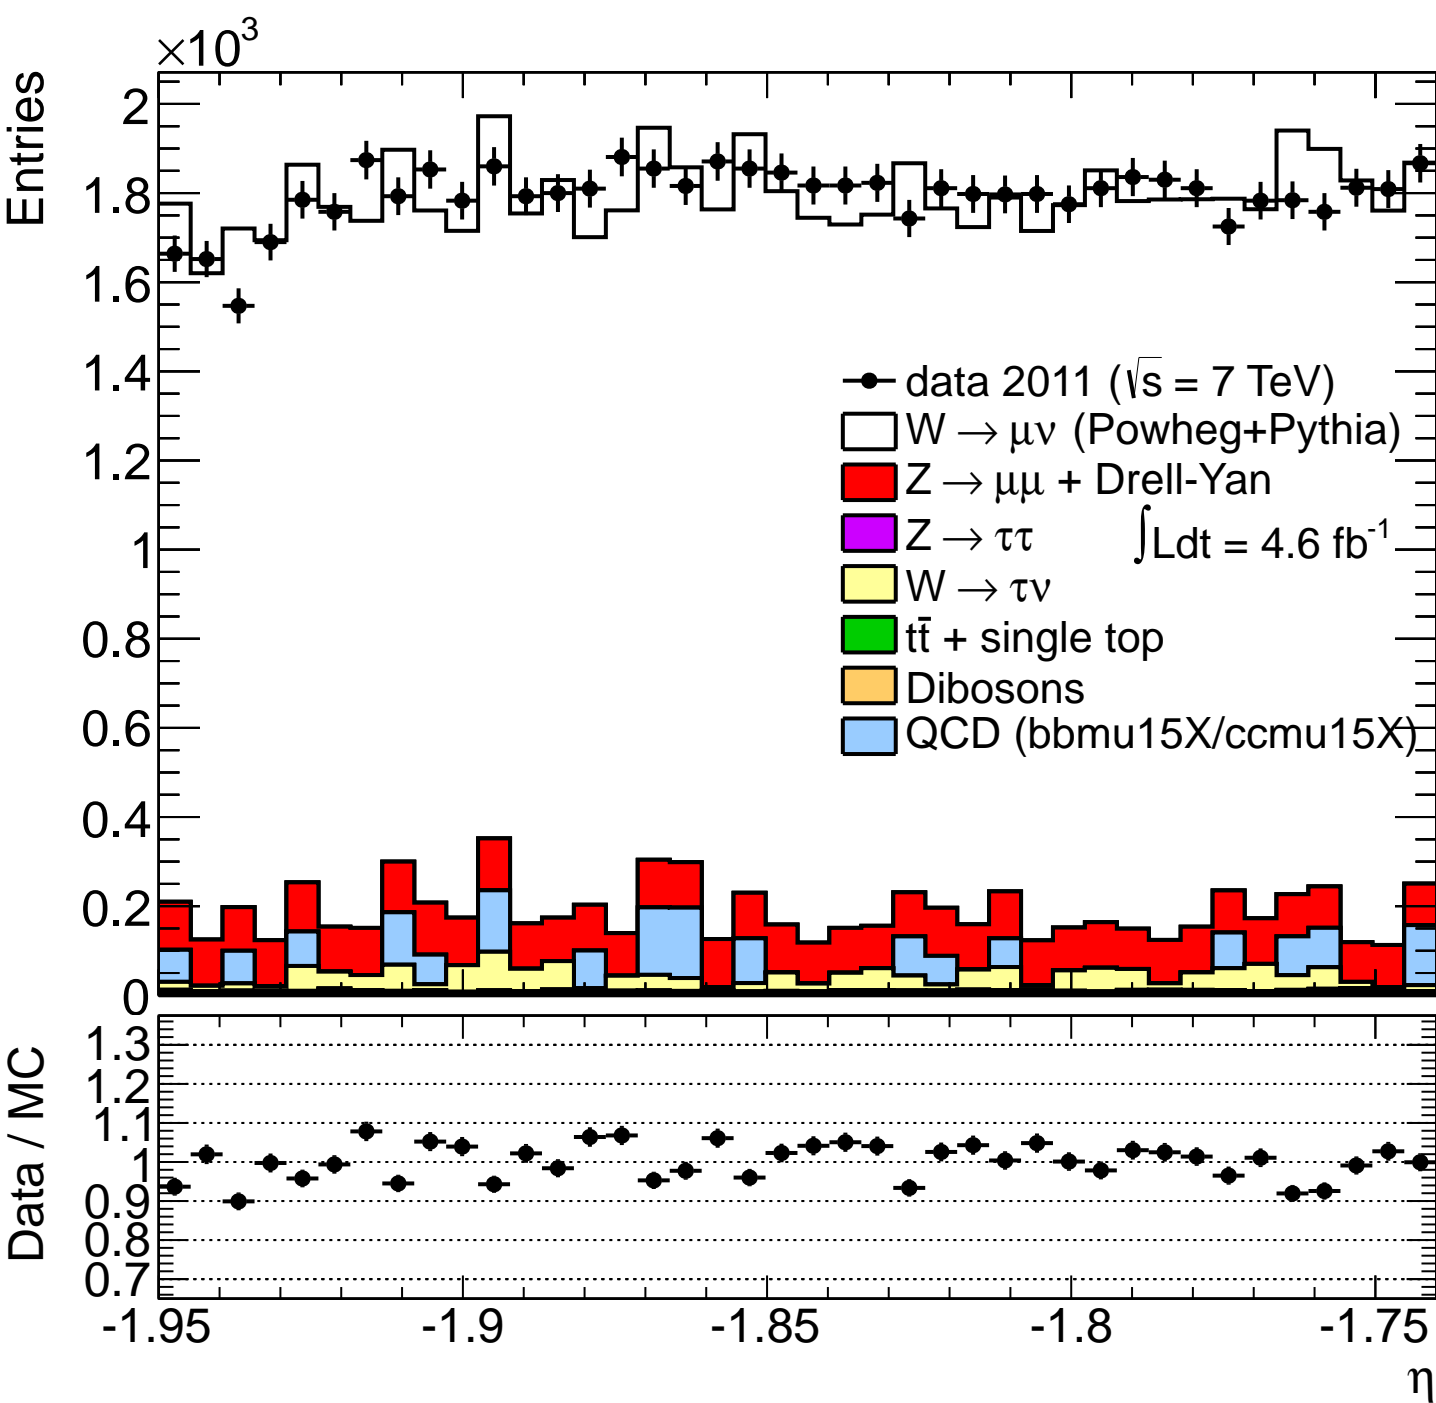 ×10³
Entries
2
1.8
1.6
1.4
1.2
1
0.8
0.6
0.4
0.2
0
data 2011 (√s = 7 TeV)
W → μν (Powheg+Pythia)
Z → μμ + Drell-Yan
Z → ττ
∫Ldt = 4.6 fb⁻¹
W → τν
tt̄ + single top
Dibosons
QCD (bbmu15X/ccmu15X)
Data / MC
1.3
1.2
1.1
1
0.9
0.8
0.7
-1.95 -1.9 -1.85 -1.8 -1.75
η